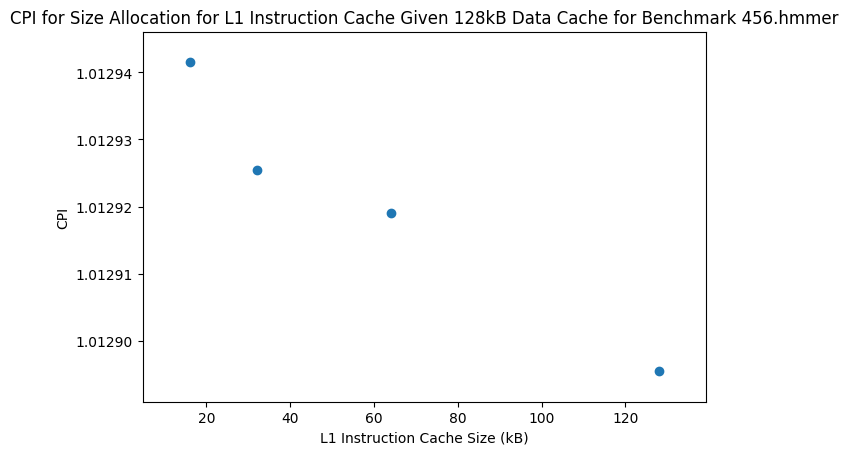 CPI for Size Allocation for L1 Instruction Cache Given 128kB Data Cache for Benchmark 456.hmmer
1.01294
1.01293
1.01292
1.01291
1.01290
CPI
20 40 60 80 100 120
L1 Instruction Cache Size (kB)